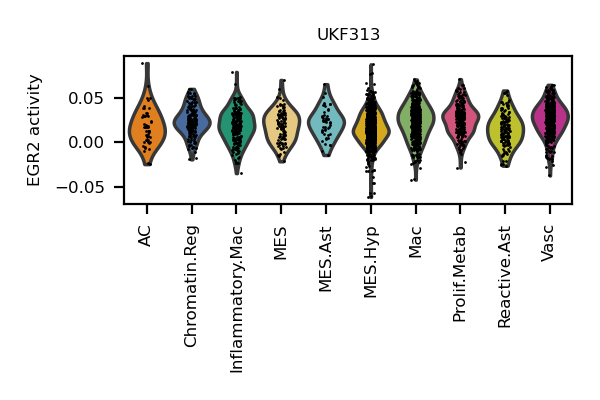 UKF313
EGR2 activity
0.05
0.00
−0.05
AC
Chromatin.Reg
Inflammatory.Mac
MES
MES.Ast
MES.Hyp
Mac
Prolif.Metab
Reactive.Ast
Vasc